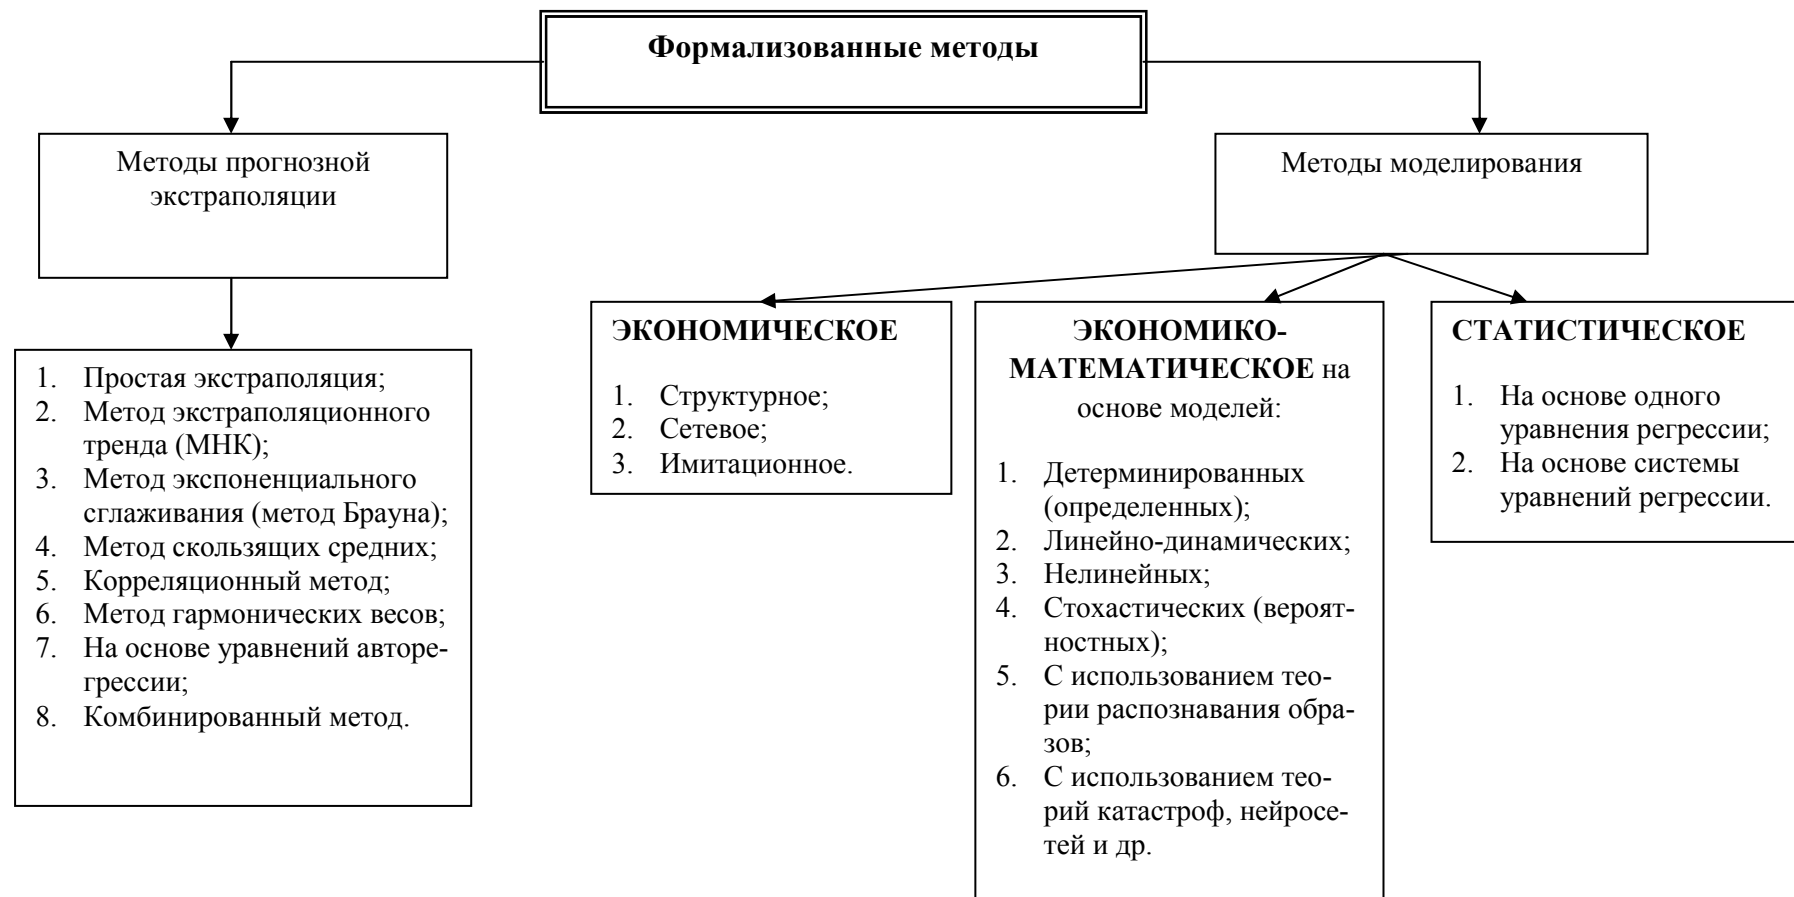 Формализованные методы
Методы прогнозной
экстраполяции
Методы моделирования
1. Простая экстраполяция;
2. Метод экстраполяционного
тренда (МНК);
3. Метод экспоненциального
сглаживания (метод Брауна);
4. Метод скользящих средних;
5. Корреляционный метод;
6. Метод гармонических весов;
7. На основе уравнений авторе-
грессии;
8. Комбинированный метод.
ЭКОНОМИЧЕСКОЕ
1. Структурное;
2. Сетевое;
3. Имитационное.
ЭКОНОМИКО-
МАТЕМАТИЧЕСКОЕ на
основе моделей:
1. Детерминированных
(определенных);
2. Линейно-динамических;
3. Нелинейных;
4. Стохастических (вероят-
ностных);
5. С использованием тео-
рии распознавания обра-
зов;
6. С использованием тео-
рий катастроф, нейросе-
тей и др.
СТАТИСТИЧЕСКОЕ
1. На основе одного
уравнения регрессии;
2. На основе системы
уравнений регрессии.